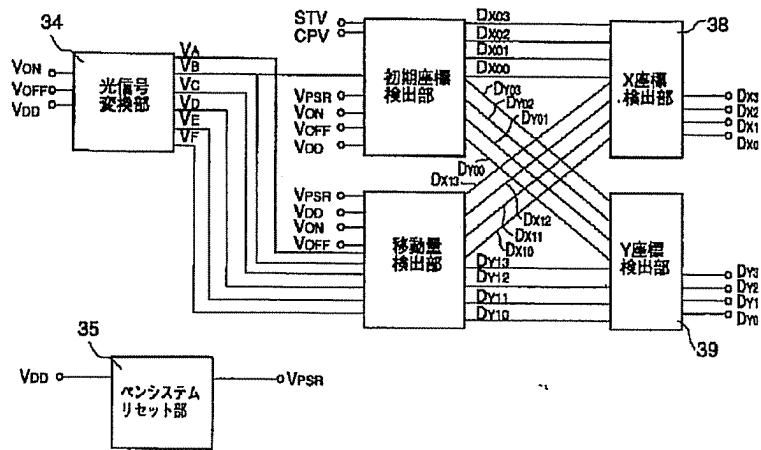 34
VON
VOFF
VDD
光信号
変換部
VA
VB
VC
VD
VE
VF
STV
CPV
VPSR
VON
VOFF
VDD
初期座標
検出部
DX03
DX02
DX01
DX00
DY03
DY02
DY01
DY00
DX13
DX12
DX11
DX10
38
X座標
検出部
DX3
DX2
DX1
DX0
VPSR
VDD
VON
VOFF
移動量
検出部
DY13
DY12
DY11
DY10
Y座標
検出部
DY3
DY2
DY1
DY0
39
35
VDD
ペンシステム
リセット部
VPSR